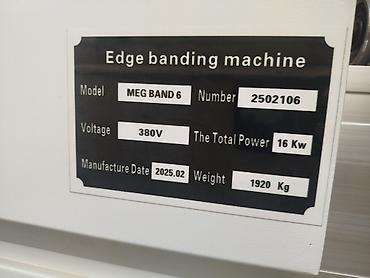 Edge banding machine
Model MEG BAND 6 Number 2502106
Voltage 380V The Total Power 16 Kw
Manufacture Date 2025.02 Weight 1920 Kg